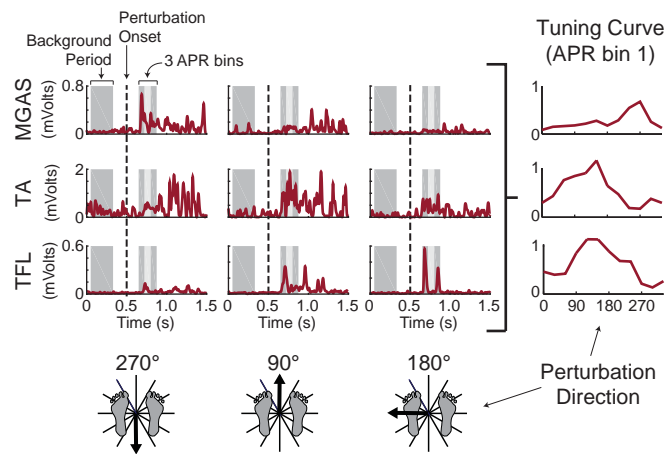 Perturbation
Onset
Background
Period
3 APR bins
Tuning Curve
(APR bin 1)
MGAS
(mVolts)
0.8
0
1
0
TA
(mVolts)
2
0
1
0
TFL
(mVolts)
0.6
0
1
0
0 0.5 1.0 1.5
0 0.5 1.0 1.5
0 0.5 1.0 1.5
0 90 180 270
Time (s)
Time (s)
Time (s)
270°
90°
180°
Perturbation
Direction